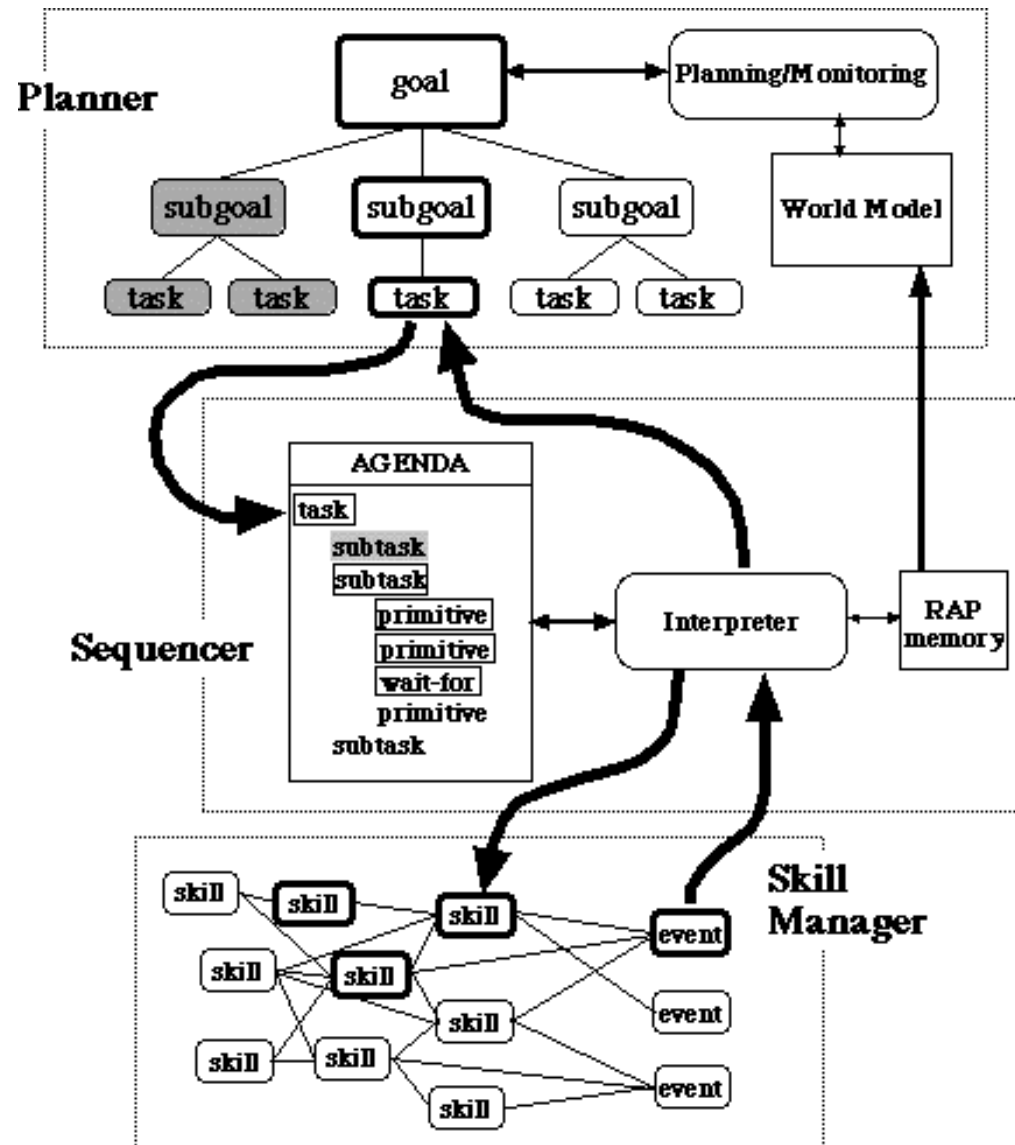 goal
Planning/Monitoring
Planner
subgoal
subgoal
subgoal
World Model
task
task
task
task
task
AGENDA
task
subtask
subtask
primitive
primitive
wait-for
primitive
subtask
Sequencer
Interpreter
RAP
memory
Skill
Manager
skill
skill
skill
event
skill
skill
skill
event
skill
skill
skill
event